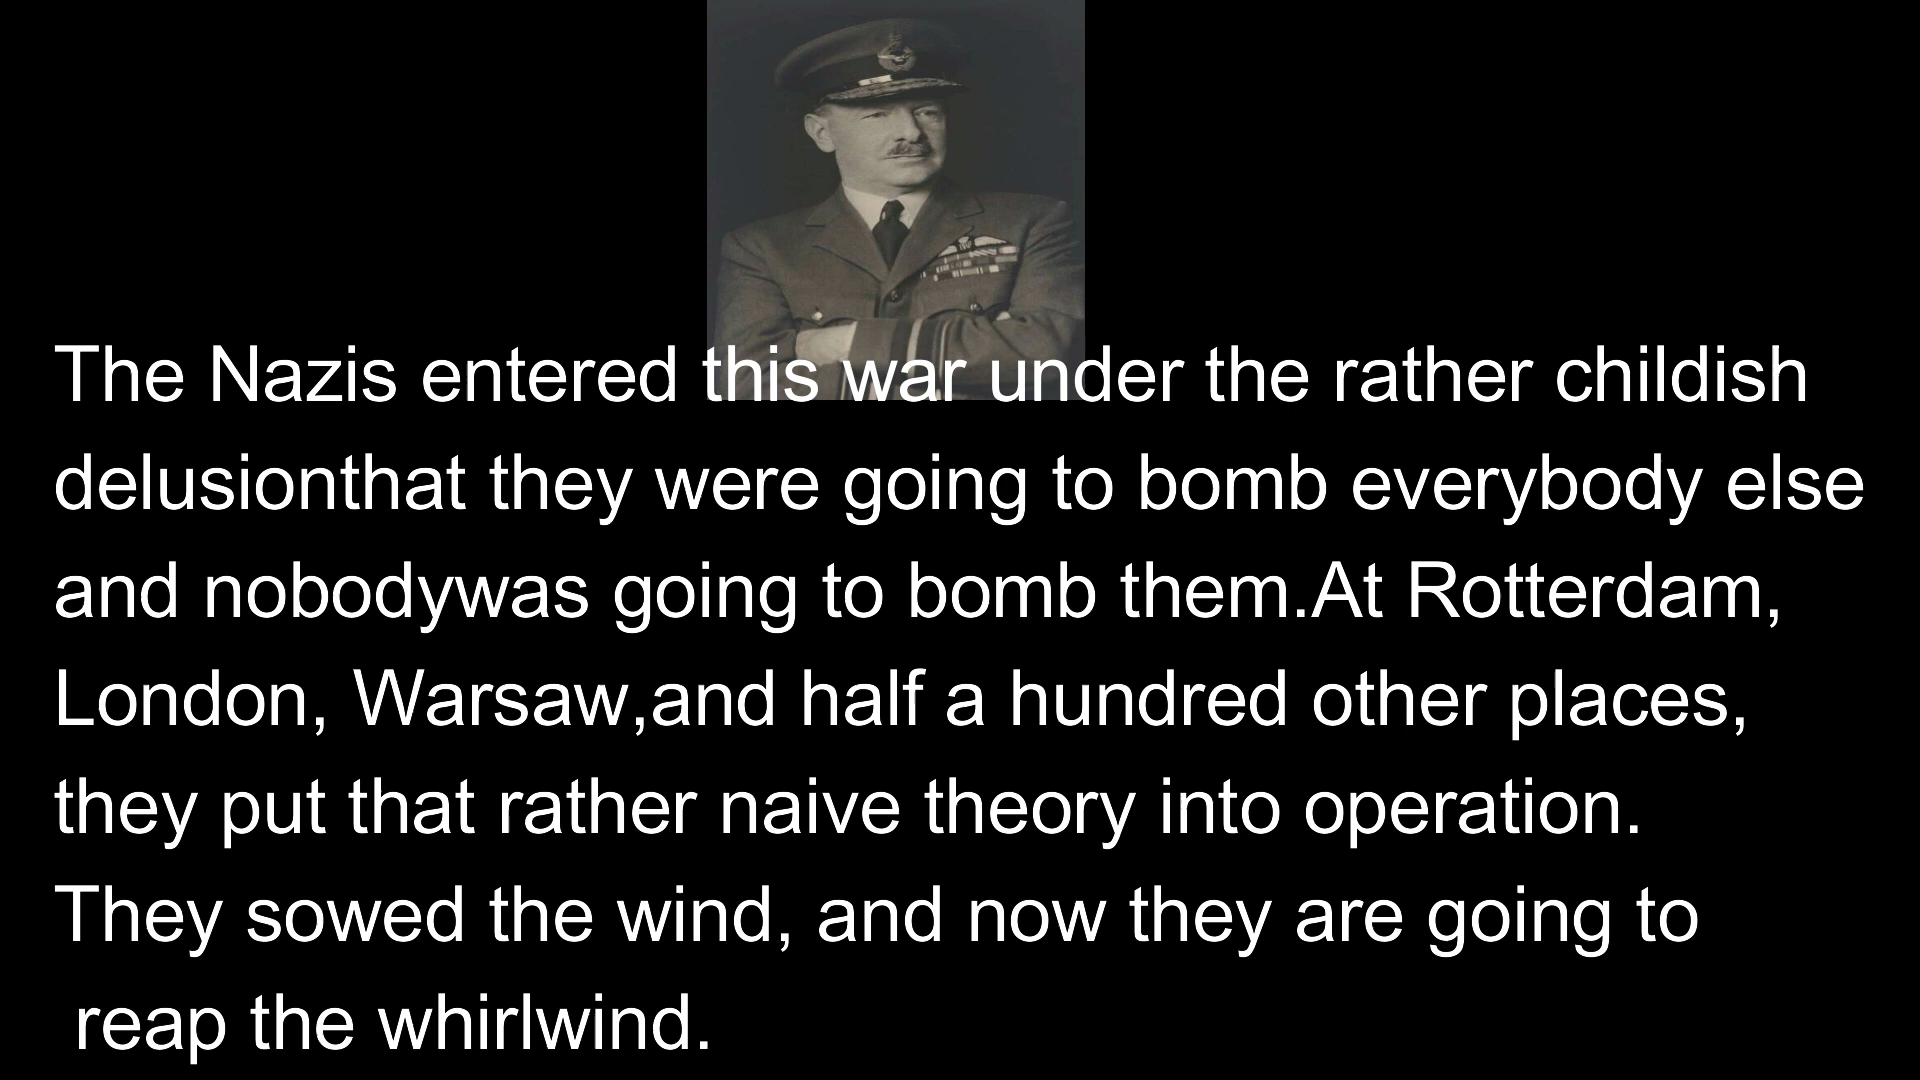 The Nazis entered this war under the rather childish
delusionthat they were going to bomb everybody else
and nobodywas going to bomb them.At Rotterdam,
London, Warsaw,and half a hundred other places,
they put that rather naive theory into operation.
They sowed the wind, and now they are going to
reap the whirlwind.